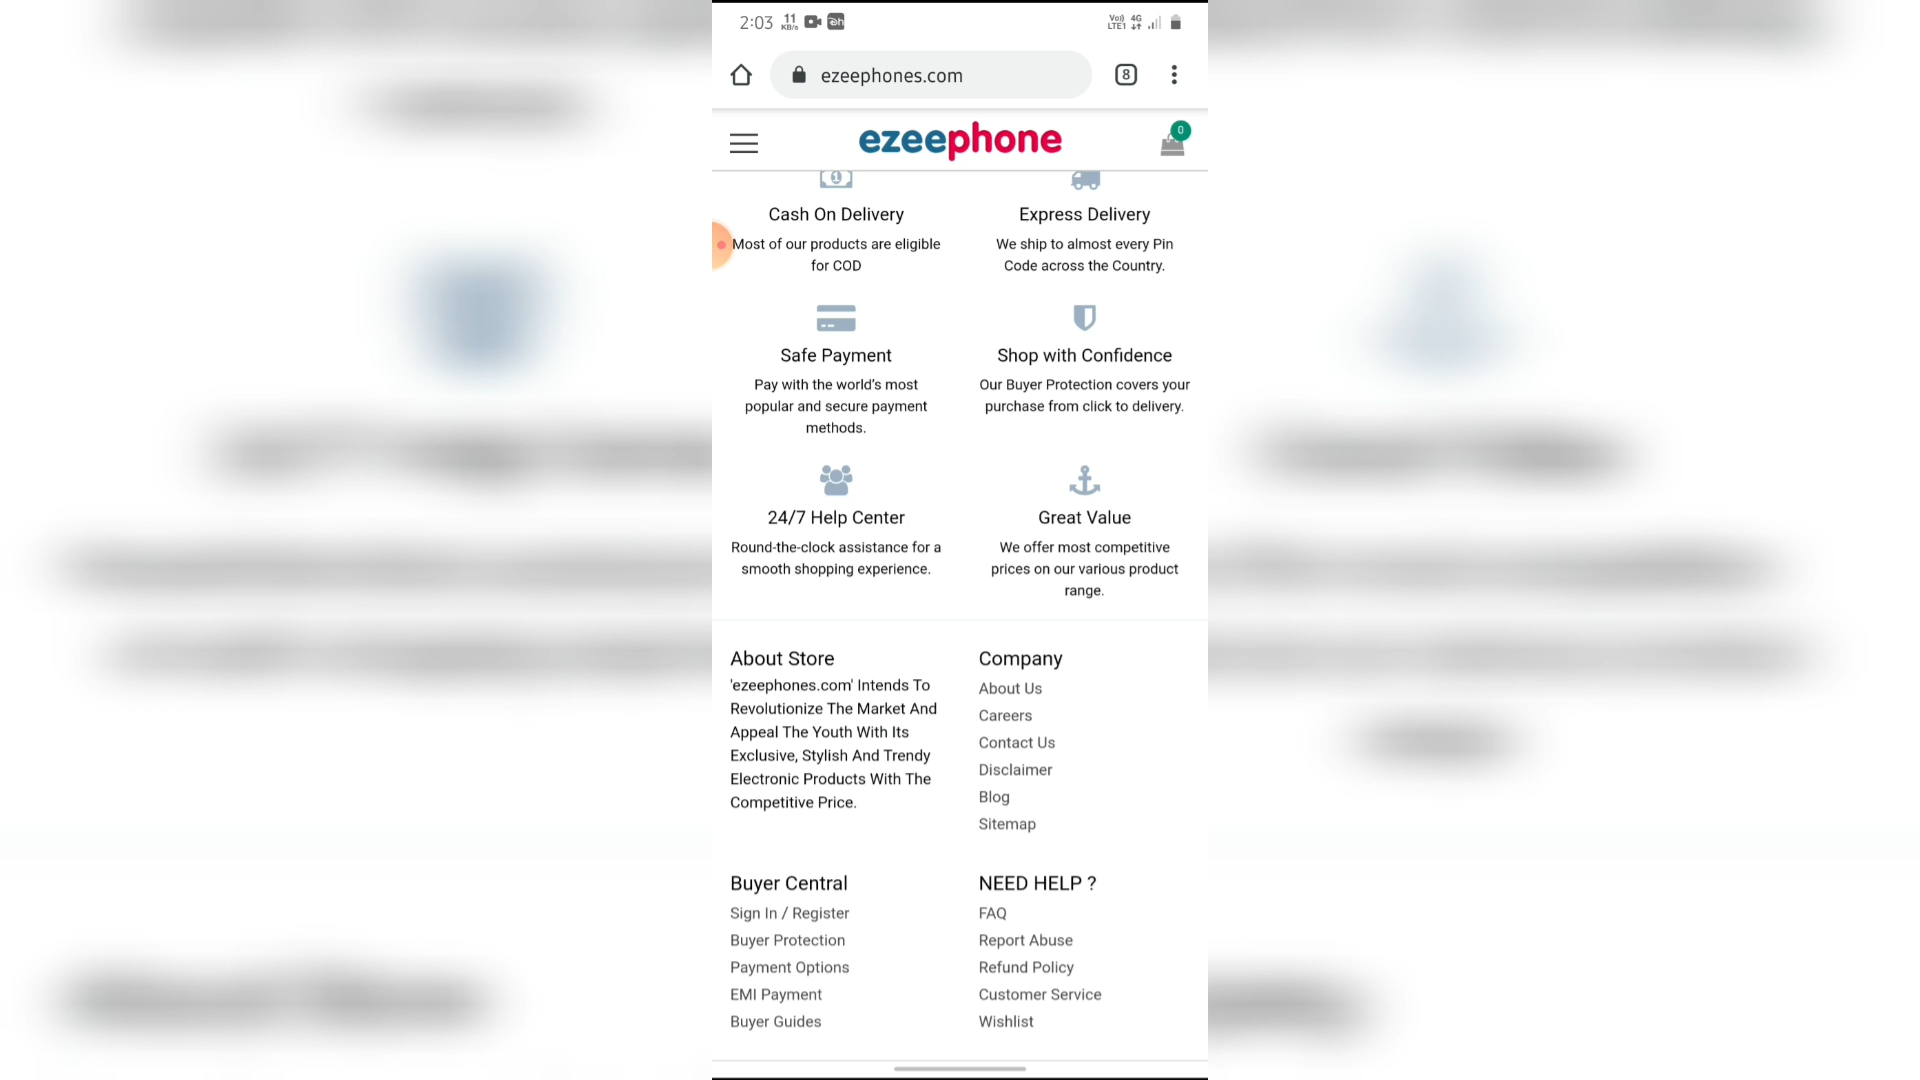 2:03 11 KB/s Vo)) LTE1 4G
ezeephones.com 8
ezeephone 0
Cash On Delivery
Most of our products are eligible
for COD
Express Delivery
We ship to almost every Pin
Code across the Country.
Safe Payment
Pay with the world's most
popular and secure payment
methods.
Shop with Confidence
Our Buyer Protection covers your
purchase from click to delivery.
24/7 Help Center
Round-the-clock assistance for a
smooth shopping experience.
Great Value
We offer most competitive
prices on our various product
range.
About Store
'ezeephones.com' Intends To
Revolutionize The Market And
Appeal The Youth With Its
Exclusive, Stylish And Trendy
Electronic Products With The
Competitive Price.
Company
About Us
Careers
Contact Us
Disclaimer
Blog
Sitemap
Buyer Central
Sign In / Register
Buyer Protection
Payment Options
EMI Payment
Buyer Guides
NEED HELP ?
FAQ
Report Abuse
Refund Policy
Customer Service
Wishlist